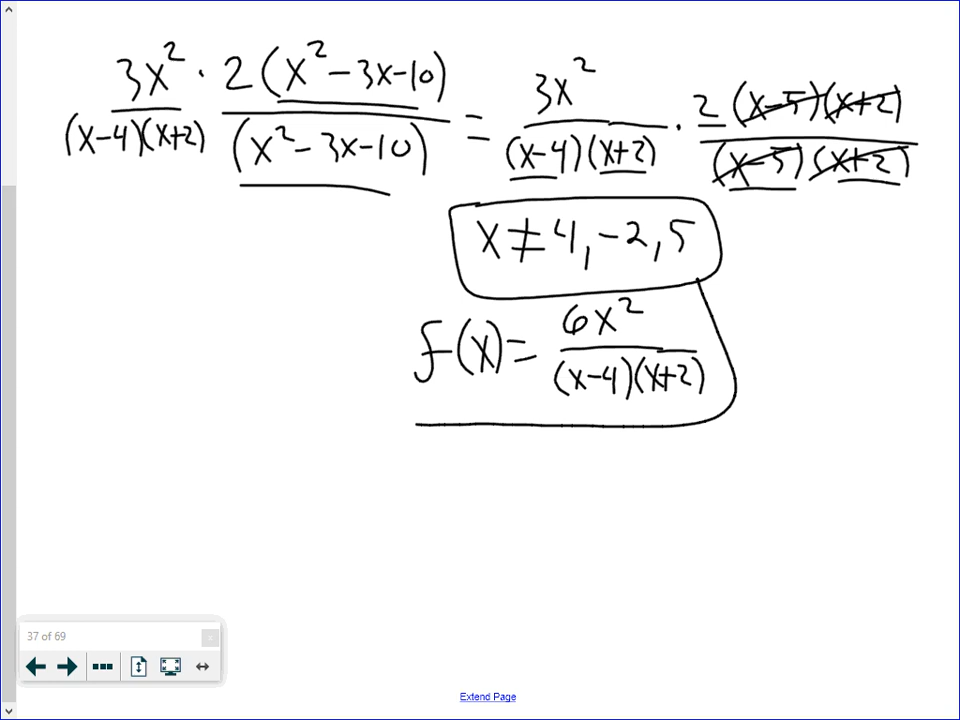 3x² · 2(x² - 3x - 10) / (x-4)(x+2) (x² - 3x - 10) = 3x² / (x-4)(x+2) · 2(x-5)(x+2) / (x-5)(x+2)
x ≠ 4, -2, 5
f(x) = 6x² / (x-4)(x+2)
37 of 69
Extend Page